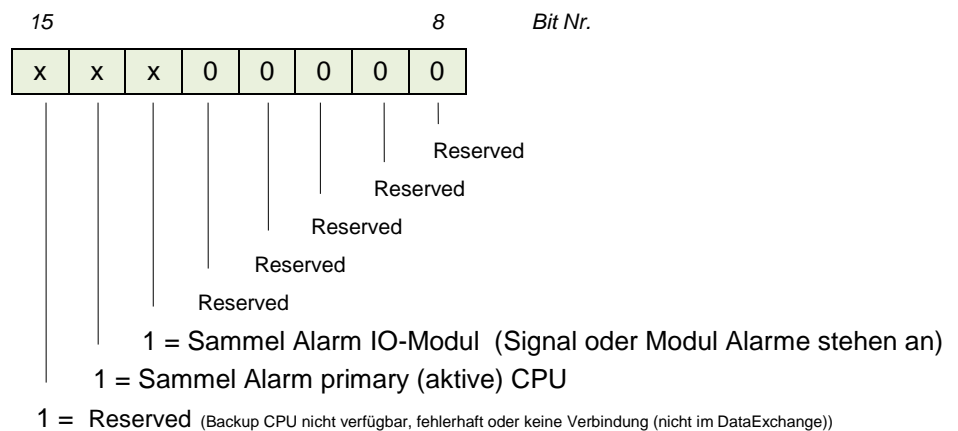 15 8 Bit Nr.
x x x 0 0 0 0 0
Reserved
Reserved
Reserved
Reserved
Reserved
1 = Sammel Alarm IO-Modul (Signal oder Modul Alarme stehen an)
1 = Sammel Alarm primary (aktive) CPU
1 = Reserved (Backup CPU nicht verfügbar, fehlerhaft oder keine Verbindung (nicht im DataExchange))